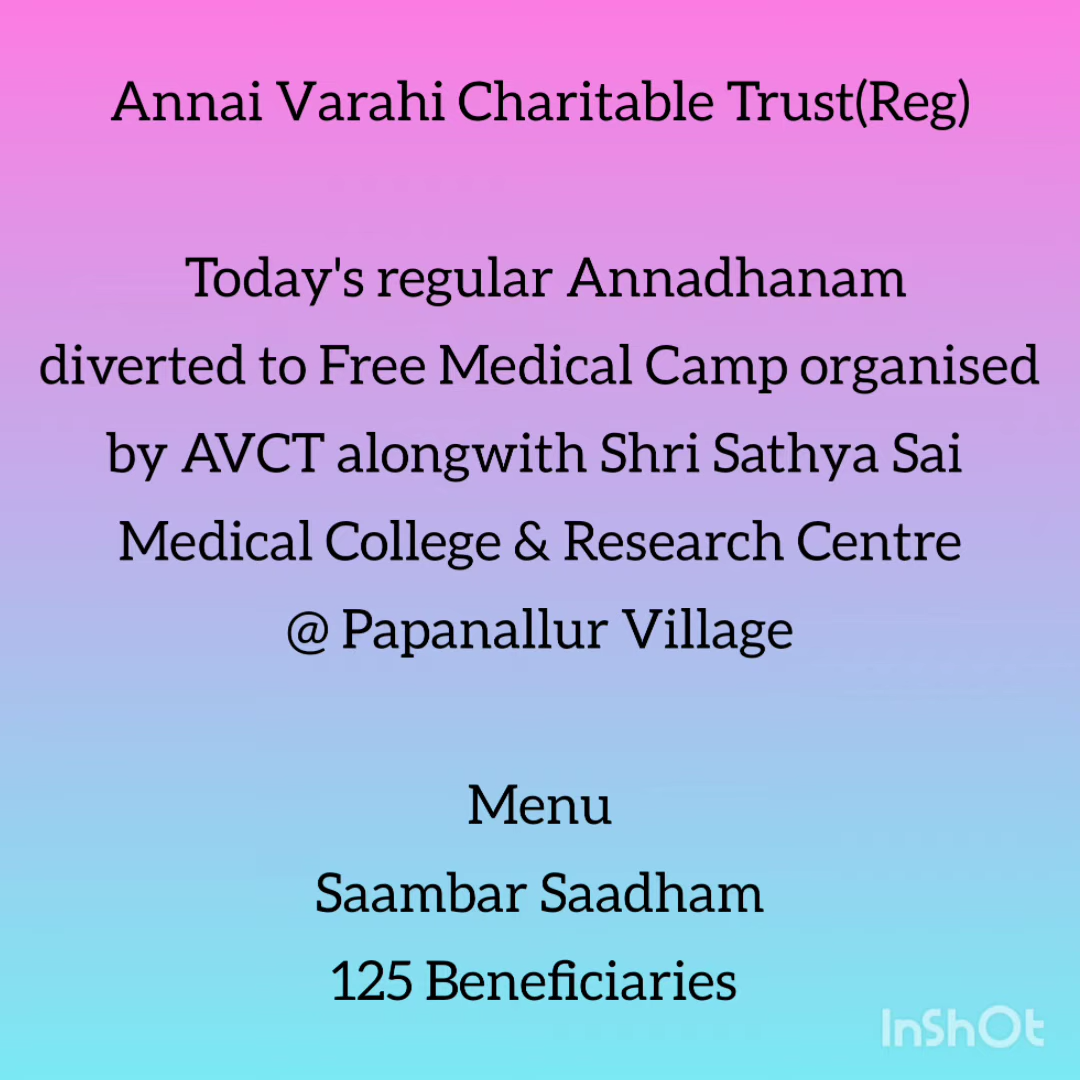 Annai Varahi Charitable Trust(Reg)
Today's regular Annadhanam
diverted to Free Medical Camp organised
by AVCT alongwith Shri Sathya Sai
Medical College & Research Centre
@ Papanallur Village
Menu
Saambar Saadham
125 Beneficiaries
InShOt